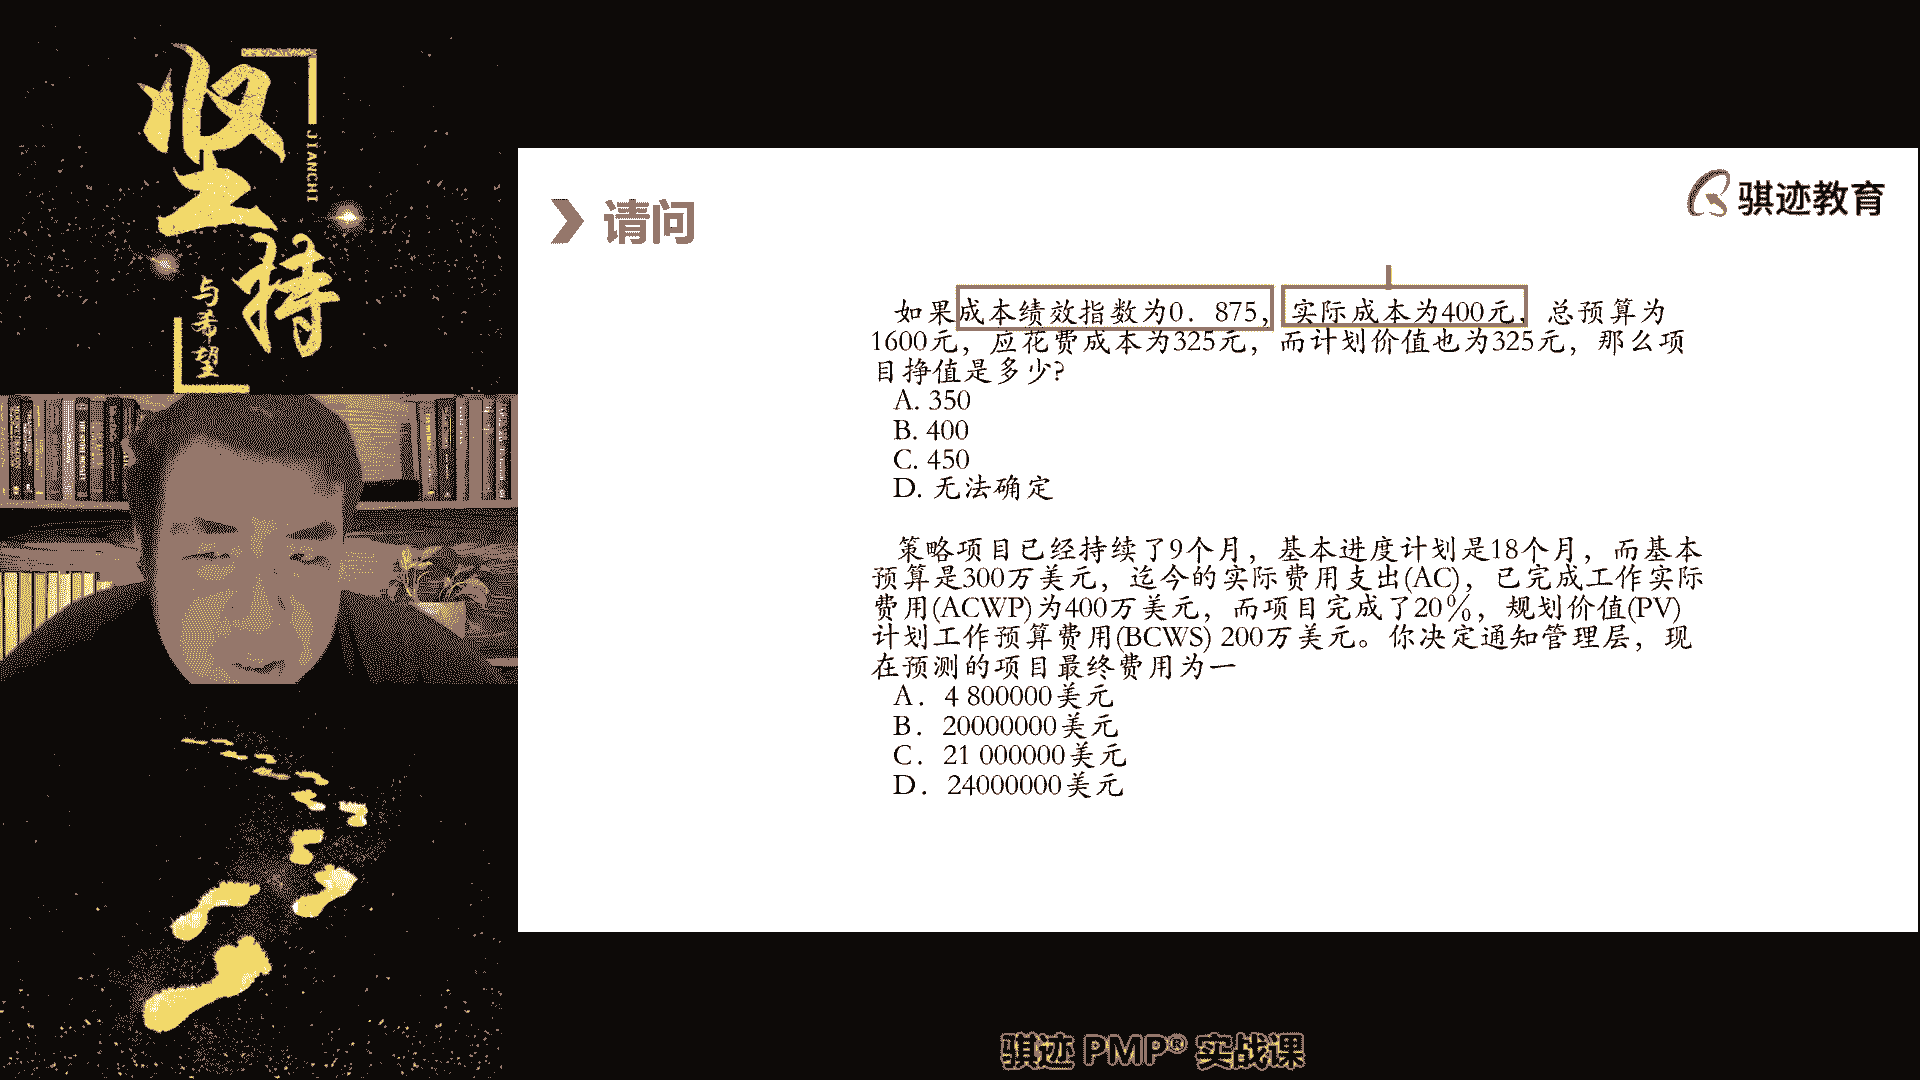 坚持
JIANCHI
与希望
骐迹教育
请问
如果成本绩效指数为0．875，实际成本为400元，总预算为
1600元，应花费成本为325元，而计划价值也为325元，那么项
目挣值是多少?
A. 350
B. 400
C. 450
D. 无法确定
策略项目已经持续了9个月，基本进度计划是18个月，而基本
预算是300万美元，迄今的实际费用支出(AC)，已完成工作实际
费用(ACWP)为400万美元，而项目完成了20％，规划价值(PV)
计划工作预算费用(BCWS) 200万美元。你决定通知管理层，现
在预测的项目最终费用为一
A．4 800000美元
B．20000000美元
C．21 000000美元
D．24000000美元
骐迹 PMP® 实战课